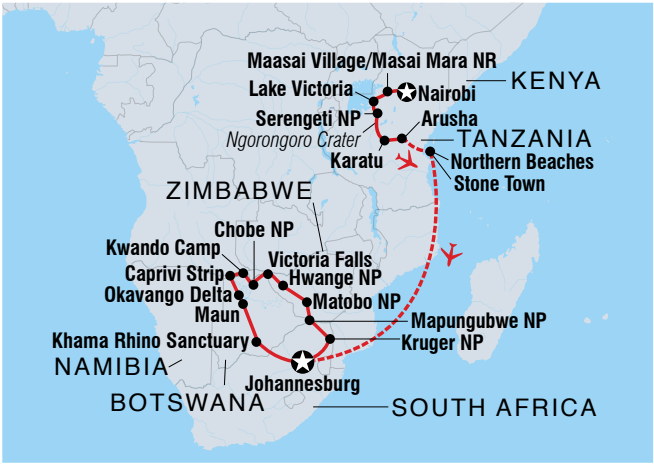 Maasai Village/Masai Mara NR
KENYA
Lake Victoria
Nairobi
Serengeti NP
Arusha
Ngorongoro Crater
TANZANIA
Karatu
Northern Beaches
Stone Town
ZIMBABWE
Chobe NP
Kwando Camp
Victoria Falls
Caprivi Strip
Hwange NP
Okavango Delta
Matobo NP
Maun
Mapungubwe NP
Khama Rhino Sanctuary
Kruger NP
NAMIBIA
Johannesburg
BOTSWANA
SOUTH AFRICA